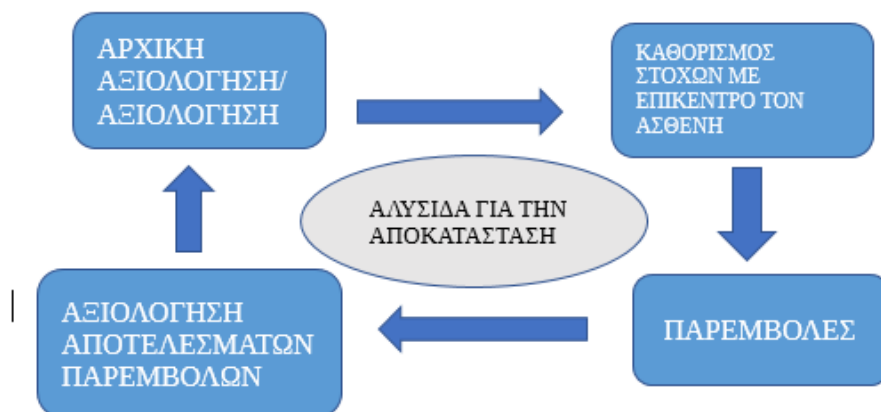 ΑΡΧΙΚΗ
ΑΞΙΟΛΟΓΗΣΗ/
ΑΞΙΟΛΟΓΗΣΗ
ΚΑΘΟΡΙΣΜΟΣ
ΣΤΟΧΩΝ ΜΕ
ΕΠΙΚΕΝΤΡΟ ΤΟΝ
ΑΣΘΕΝΗ
ΑΛΥΣΙΔΑ ΓΙΑ ΤΗΝ
ΑΠΟΚΑΤΑΣΤΑΣΗ
ΑΞΙΟΛΟΓΗΣΗ
ΑΠΟΤΕΛΕΣΜΑΤΩΝ
ΠΑΡΕΜΒΟΛΩΝ
ΠΑΡΕΜΒΟΛΕΣ